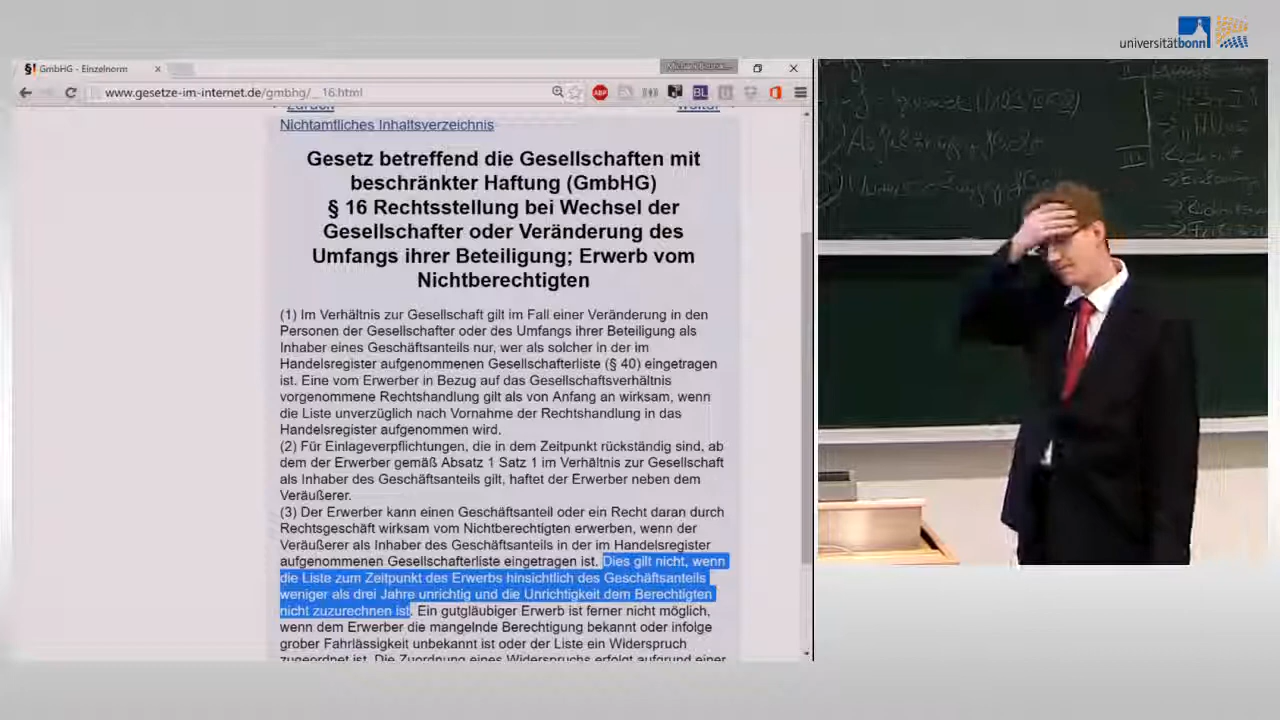 universitätbonn
GmbHG - Einzelnorm
www.gesetze-im-internet.de/gmbhg/__16.html
zurück weiter
Nichtamtliches Inhaltsverzeichnis
Gesetz betreffend die Gesellschaften mit
beschränkter Haftung (GmbHG)
§ 16 Rechtsstellung bei Wechsel der
Gesellschafter oder Veränderung des
Umfangs ihrer Beteiligung; Erwerb vom
Nichtberechtigten
(1) Im Verhältnis zur Gesellschaft gilt im Fall einer Veränderung in den
Personen der Gesellschafter oder des Umfangs ihrer Beteiligung als
Inhaber eines Geschäftsanteils nur, wer als solcher in der im
Handelsregister aufgenommenen Gesellschafterliste (§ 40) eingetragen
ist. Eine vom Erwerber in Bezug auf das Gesellschaftsverhältnis
vorgenommene Rechtshandlung gilt als von Anfang an wirksam, wenn
die Liste unverzüglich nach Vornahme der Rechtshandlung in das
Handelsregister aufgenommen wird.
(2) Für Einlageverpflichtungen, die in dem Zeitpunkt rückständig sind, ab
dem der Erwerber gemäß Absatz 1 Satz 1 im Verhältnis zur Gesellschaft
als Inhaber des Geschäftsanteils gilt, haftet der Erwerber neben dem
Veräußerer.
(3) Der Erwerber kann einen Geschäftsanteil oder ein Recht daran durch
Rechtsgeschäft wirksam vom Nichtberechtigten erwerben, wenn der
Veräußerer als Inhaber des Geschäftsanteils in der im Handelsregister
aufgenommenen Gesellschafterliste eingetragen ist. Dies gilt nicht, wenn
die Liste zum Zeitpunkt des Erwerbs hinsichtlich des Geschäftsanteils
weniger als drei Jahre unrichtig und die Unrichtigkeit dem Berechtigten
nicht zuzurechnen ist. Ein gutgläubiger Erwerb ist ferner nicht möglich,
wenn dem Erwerber die mangelnde Berechtigung bekannt oder infolge
grober Fahrlässigkeit unbekannt ist oder der Liste ein Widerspruch
zugeordnet ist. Die Zuordnung eines Widerspruchs erfolgt aufgrund einer